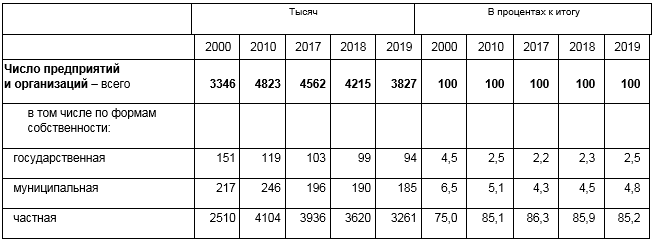 Тысяч В процентах к итогу
2000 2010 2017 2018 2019 2000 2010 2017 2018 2019
Число предприятий
и организаций – всего 3346 4823 4562 4215 3827 100 100 100 100 100
в том числе по формам
собственности:
государственная 151 119 103 99 94 4,5 2,5 2,2 2,3 2,5
муниципальная 217 246 196 190 185 6,5 5,1 4,3 4,5 4,8
частная 2510 4104 3936 3620 3261 75,0 85,1 86,3 85,9 85,2